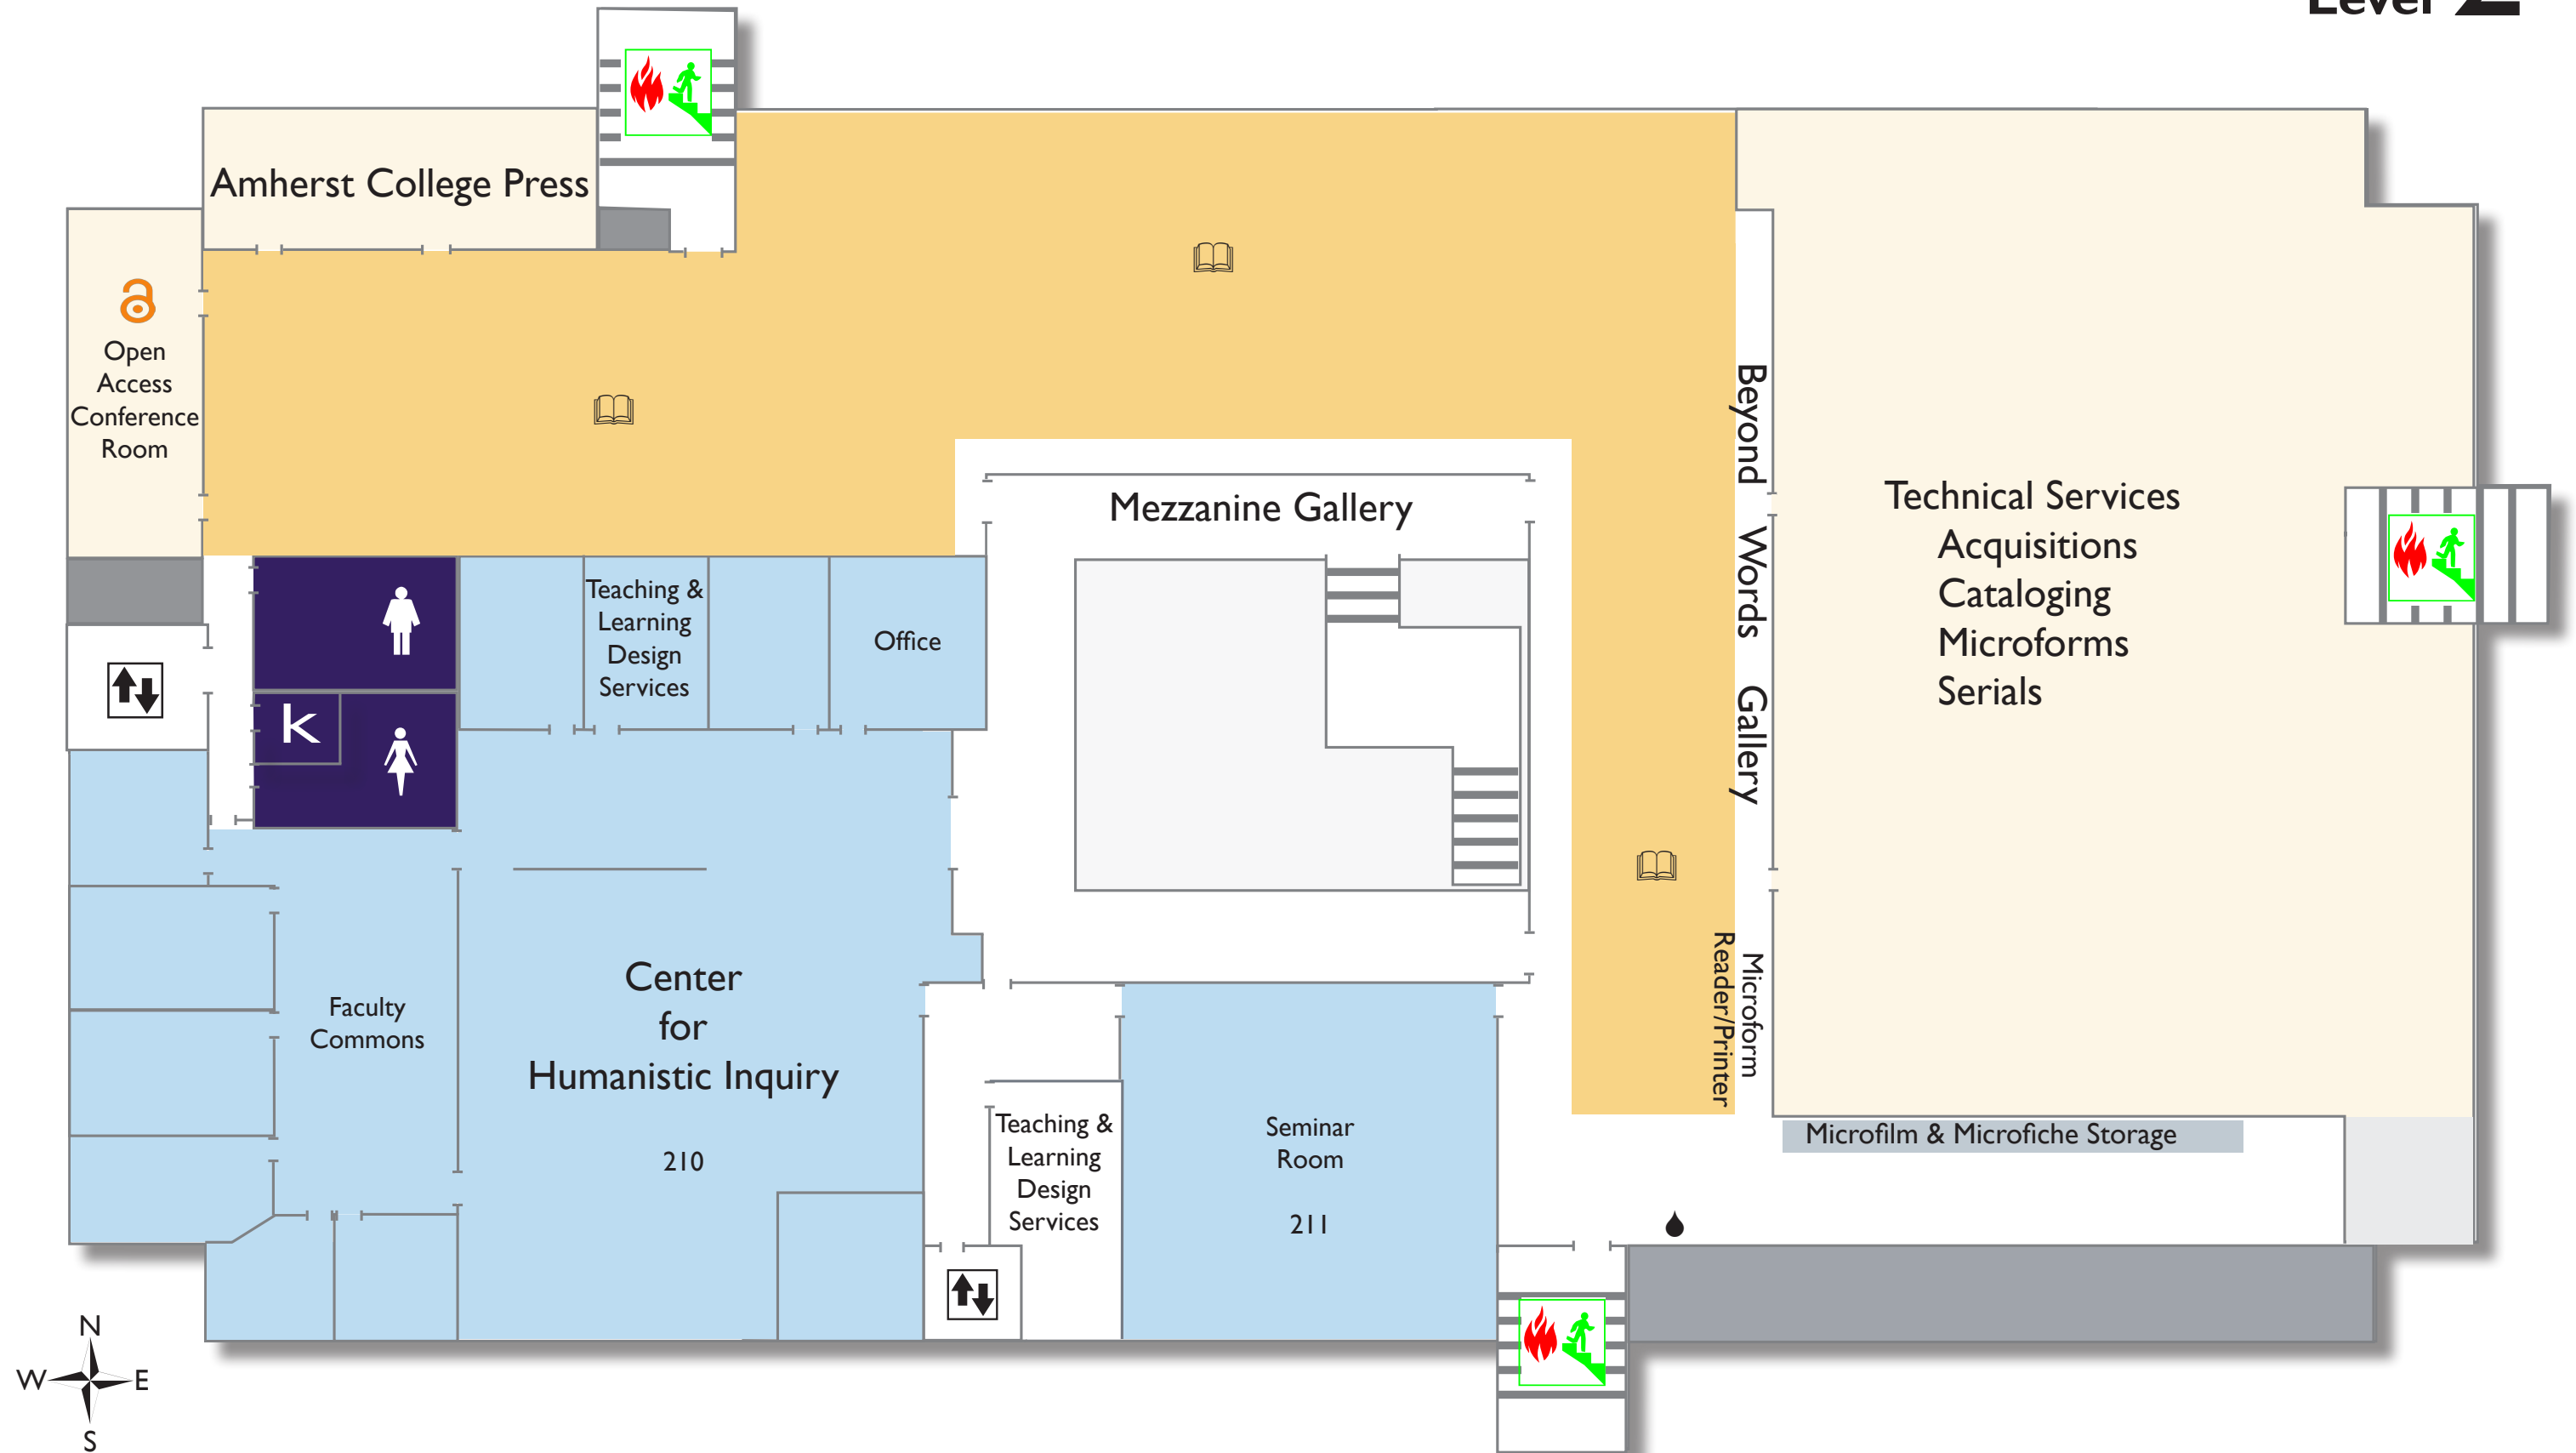 Level 2
Amherst College Press
Open
Access
Conference
Room
Mezzanine Gallery
Beyond Words Gallery
Technical Services
Acquisitions
Cataloging
Microforms
Serials
Teaching &
Learning
Design
Services
Office
k
Faculty
Commons
Center
for
Humanistic Inquiry
210
Teaching &
Learning
Design
Services
Seminar
Room
211
Microform
Reader/Printer
Microfilm & Microfiche Storage
N
W E
S